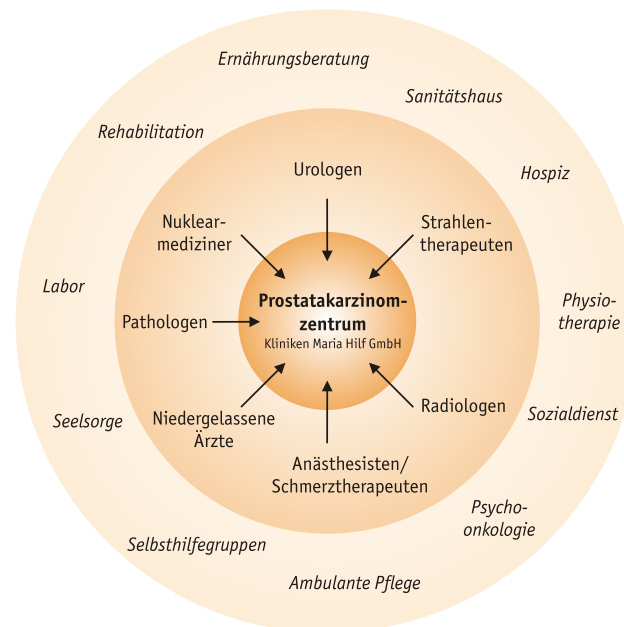 Ernährungsberatung
Sanitätshaus
Rehabilitation
Hospiz
Urologen
Nuklear-
mediziner
Strahlen-
therapeuten
Labor
Prostatakarzinom-
zentrum
Kliniken Maria Hilf GmbH
Pathologen
Physio-
therapie
Niedergelassene
Ärzte
Radiologen
Seelsorge
Sozialdienst
Anästhesisten/
Schmerztherapeuten
Psycho-
onkologie
Selbsthilfegruppen
Ambulante Pflege